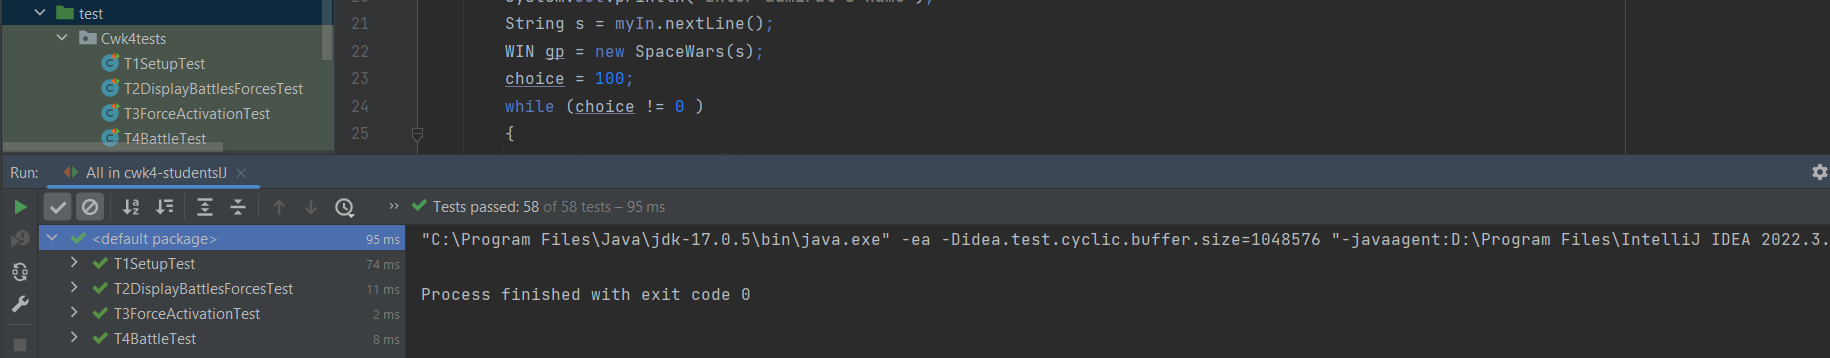 test
Cwk4tests
T1SetupTest
T2DisplayBattlesForcesTest
T3ForceActivationTest
T4BattleTest
21 String s = myIn.nextLine();
22 WIN gp = new SpaceWars(s);
23 choice = 100;
24 while (choice != 0 )
25 {
Run: All in cwk4-studentsIJ
Tests passed: 58 of 58 tests – 95 ms
<default package> 95 ms
T1SetupTest 74 ms
T2DisplayBattlesForcesTest 11 ms
T3ForceActivationTest 2 ms
T4BattleTest 8 ms
"C:\Program Files\Java\jdk-17.0.5\bin\java.exe" -ea -Didea.test.cyclic.buffer.size=1048576 "-javaagent:D:\Program Files\IntelliJ IDEA 2022.3.
Process finished with exit code 0